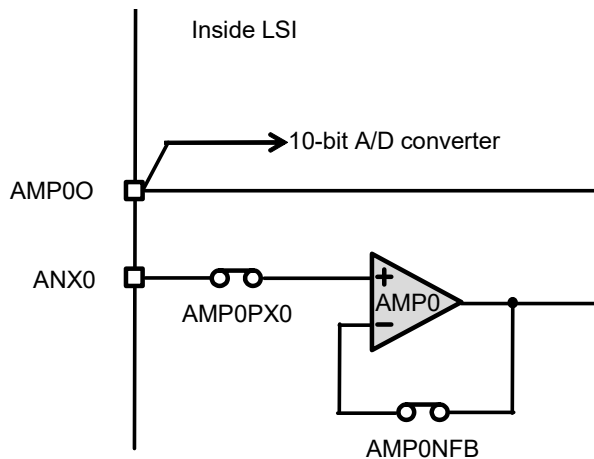 Inside LSI
10-bit A/D converter
AMP0O
ANX0
AMP0PX0
+
AMP0
−
AMP0NFB